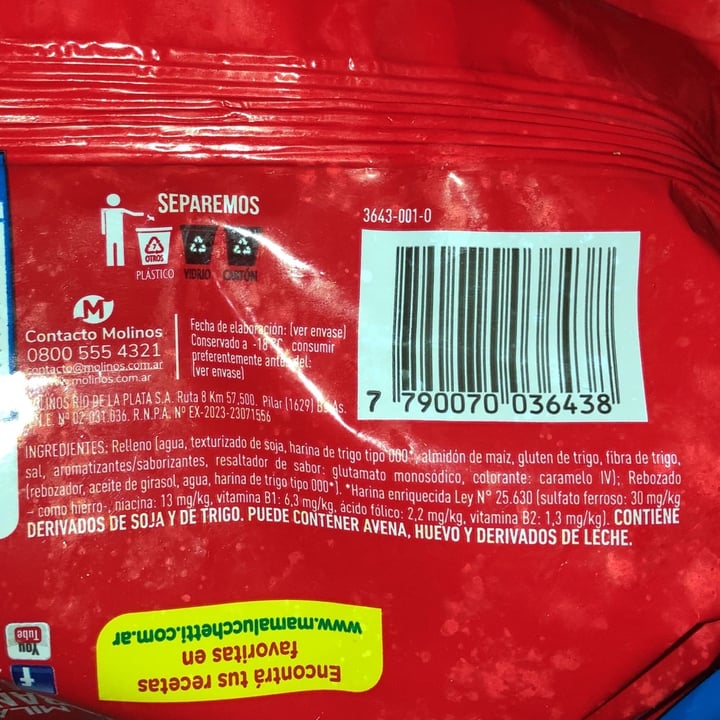 SEPAREMOS
OTROS
PLÁSTICO VIDRIO CARTÓN
3643-001-0
7 790070 036438
M
Contacto Molinos
0800 555 4321
contacto@molinos.com.ar
www.molinos.com.ar
Fecha de elaboración: (ver envase)
Conservado a -18 °C, consumir
preferentemente antes del:
(ver envase)
MOLINOS RIO DE LA PLATA S.A. Ruta 8 Km 57,500. Pilar (1629) Bs As.
Nº 02-031.036. R.N.P.A. Nº EX-2023-23071556
INGREDIENTES: Relleno (agua, texturizado de soja, harina de trigo tipo 000*, almidón de maíz, gluten de trigo, fibra de trigo,
sal, aromatizantes/saborizantes, resaltador de sabor: glutamato monosódico, colorante: caramelo IV); Rebozado
(rebozador, aceite de girasol, agua, harina de trigo tipo 000*). *Harina enriquecida Ley N° 25.630 (sulfato ferroso: 30 mg/kg
– como hierro-, niacina: 13 mg/kg, vitamina B1: 6,3 mg/kg, ácido fólico: 2,2 mg/kg, vitamina B2: 1,3 mg/kg). CONTIENE
DERIVADOS DE SOJA Y DE TRIGO. PUEDE CONTENER AVENA, HUEVO Y DERIVADOS DE LECHE.
Encontrá tus recetas
favoritas en
www.mamalucchetti.com.ar
You
Tube
f